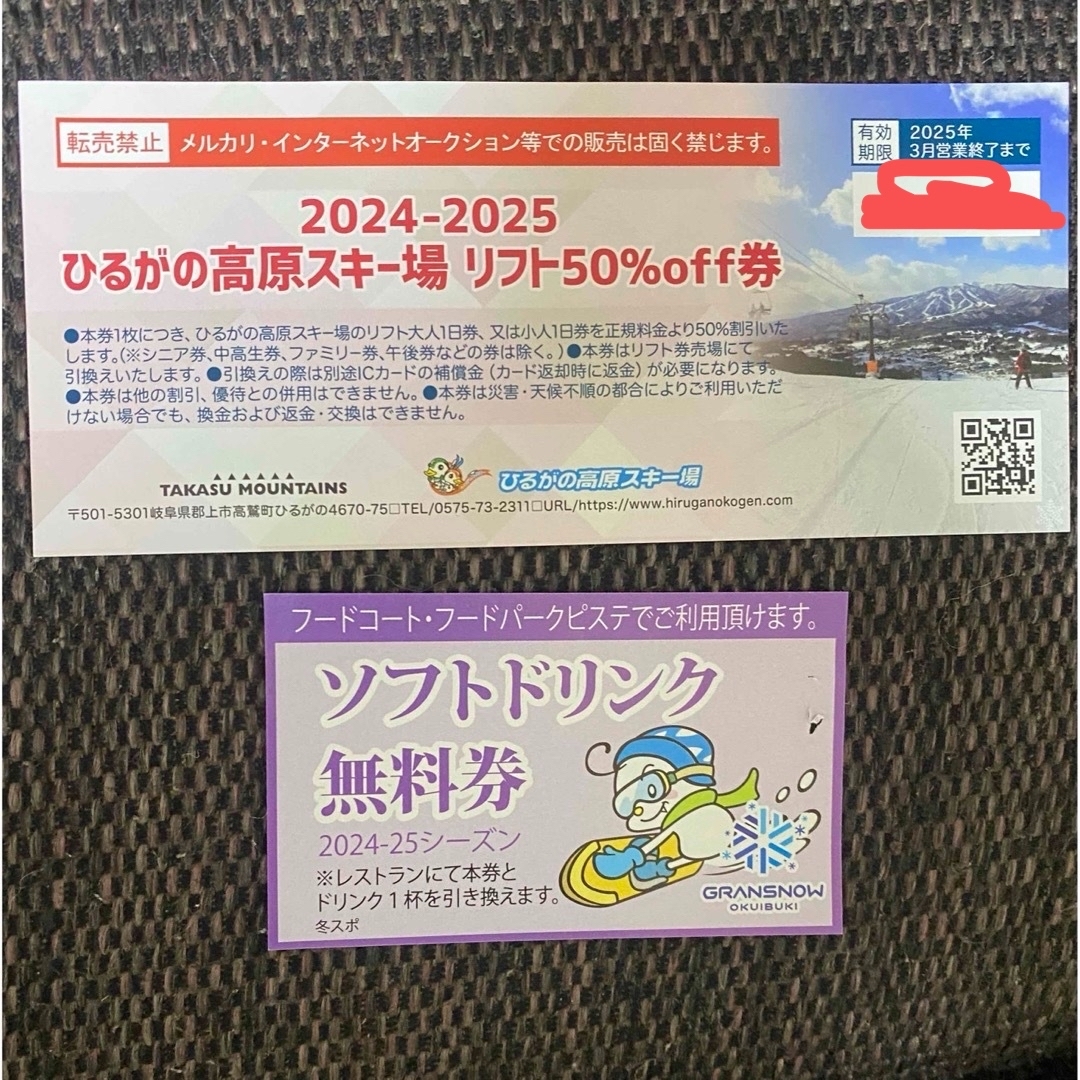 転売禁止 メルカリ・インターネットオークション等での販売は固く禁じます。
有効期限 2025年
3月営業終了まで
2024-2025
ひるがの高原スキー場 リフト50%off券
●本券1枚につき、ひるがの高原スキー場のリフト大人1日券、又は小人1日券を正規料金より50%割引いた
します。(※シニア券、中高生券、ファミリー券、午後券などの券は除く。)●本券はリフト券売場にて
引換えいたします。●引換えの際は別途ICカードの補償金(カード返却時に返金)が必要になります。
●本券は他の割引、優待との併用はできません。●本券は災害・天候不順の都合によりご利用いただ
けない場合でも、換金および返金・交換はできません。
TAKASU MOUNTAINS
ひるがの高原スキー場
〒501-5301岐阜県郡上市高鷲町ひるがの4670-75□TEL/0575-73-2311□URL/https://www.hiruganokogen.com
フードコート・フードパークピステでご利用頂けます。
ソフトドリンク
無料券
2024-25シーズン
※レストランにて本券と
ドリンク1杯を引き換えます。
冬スポ
GRANSNOW
OKUIBUKI